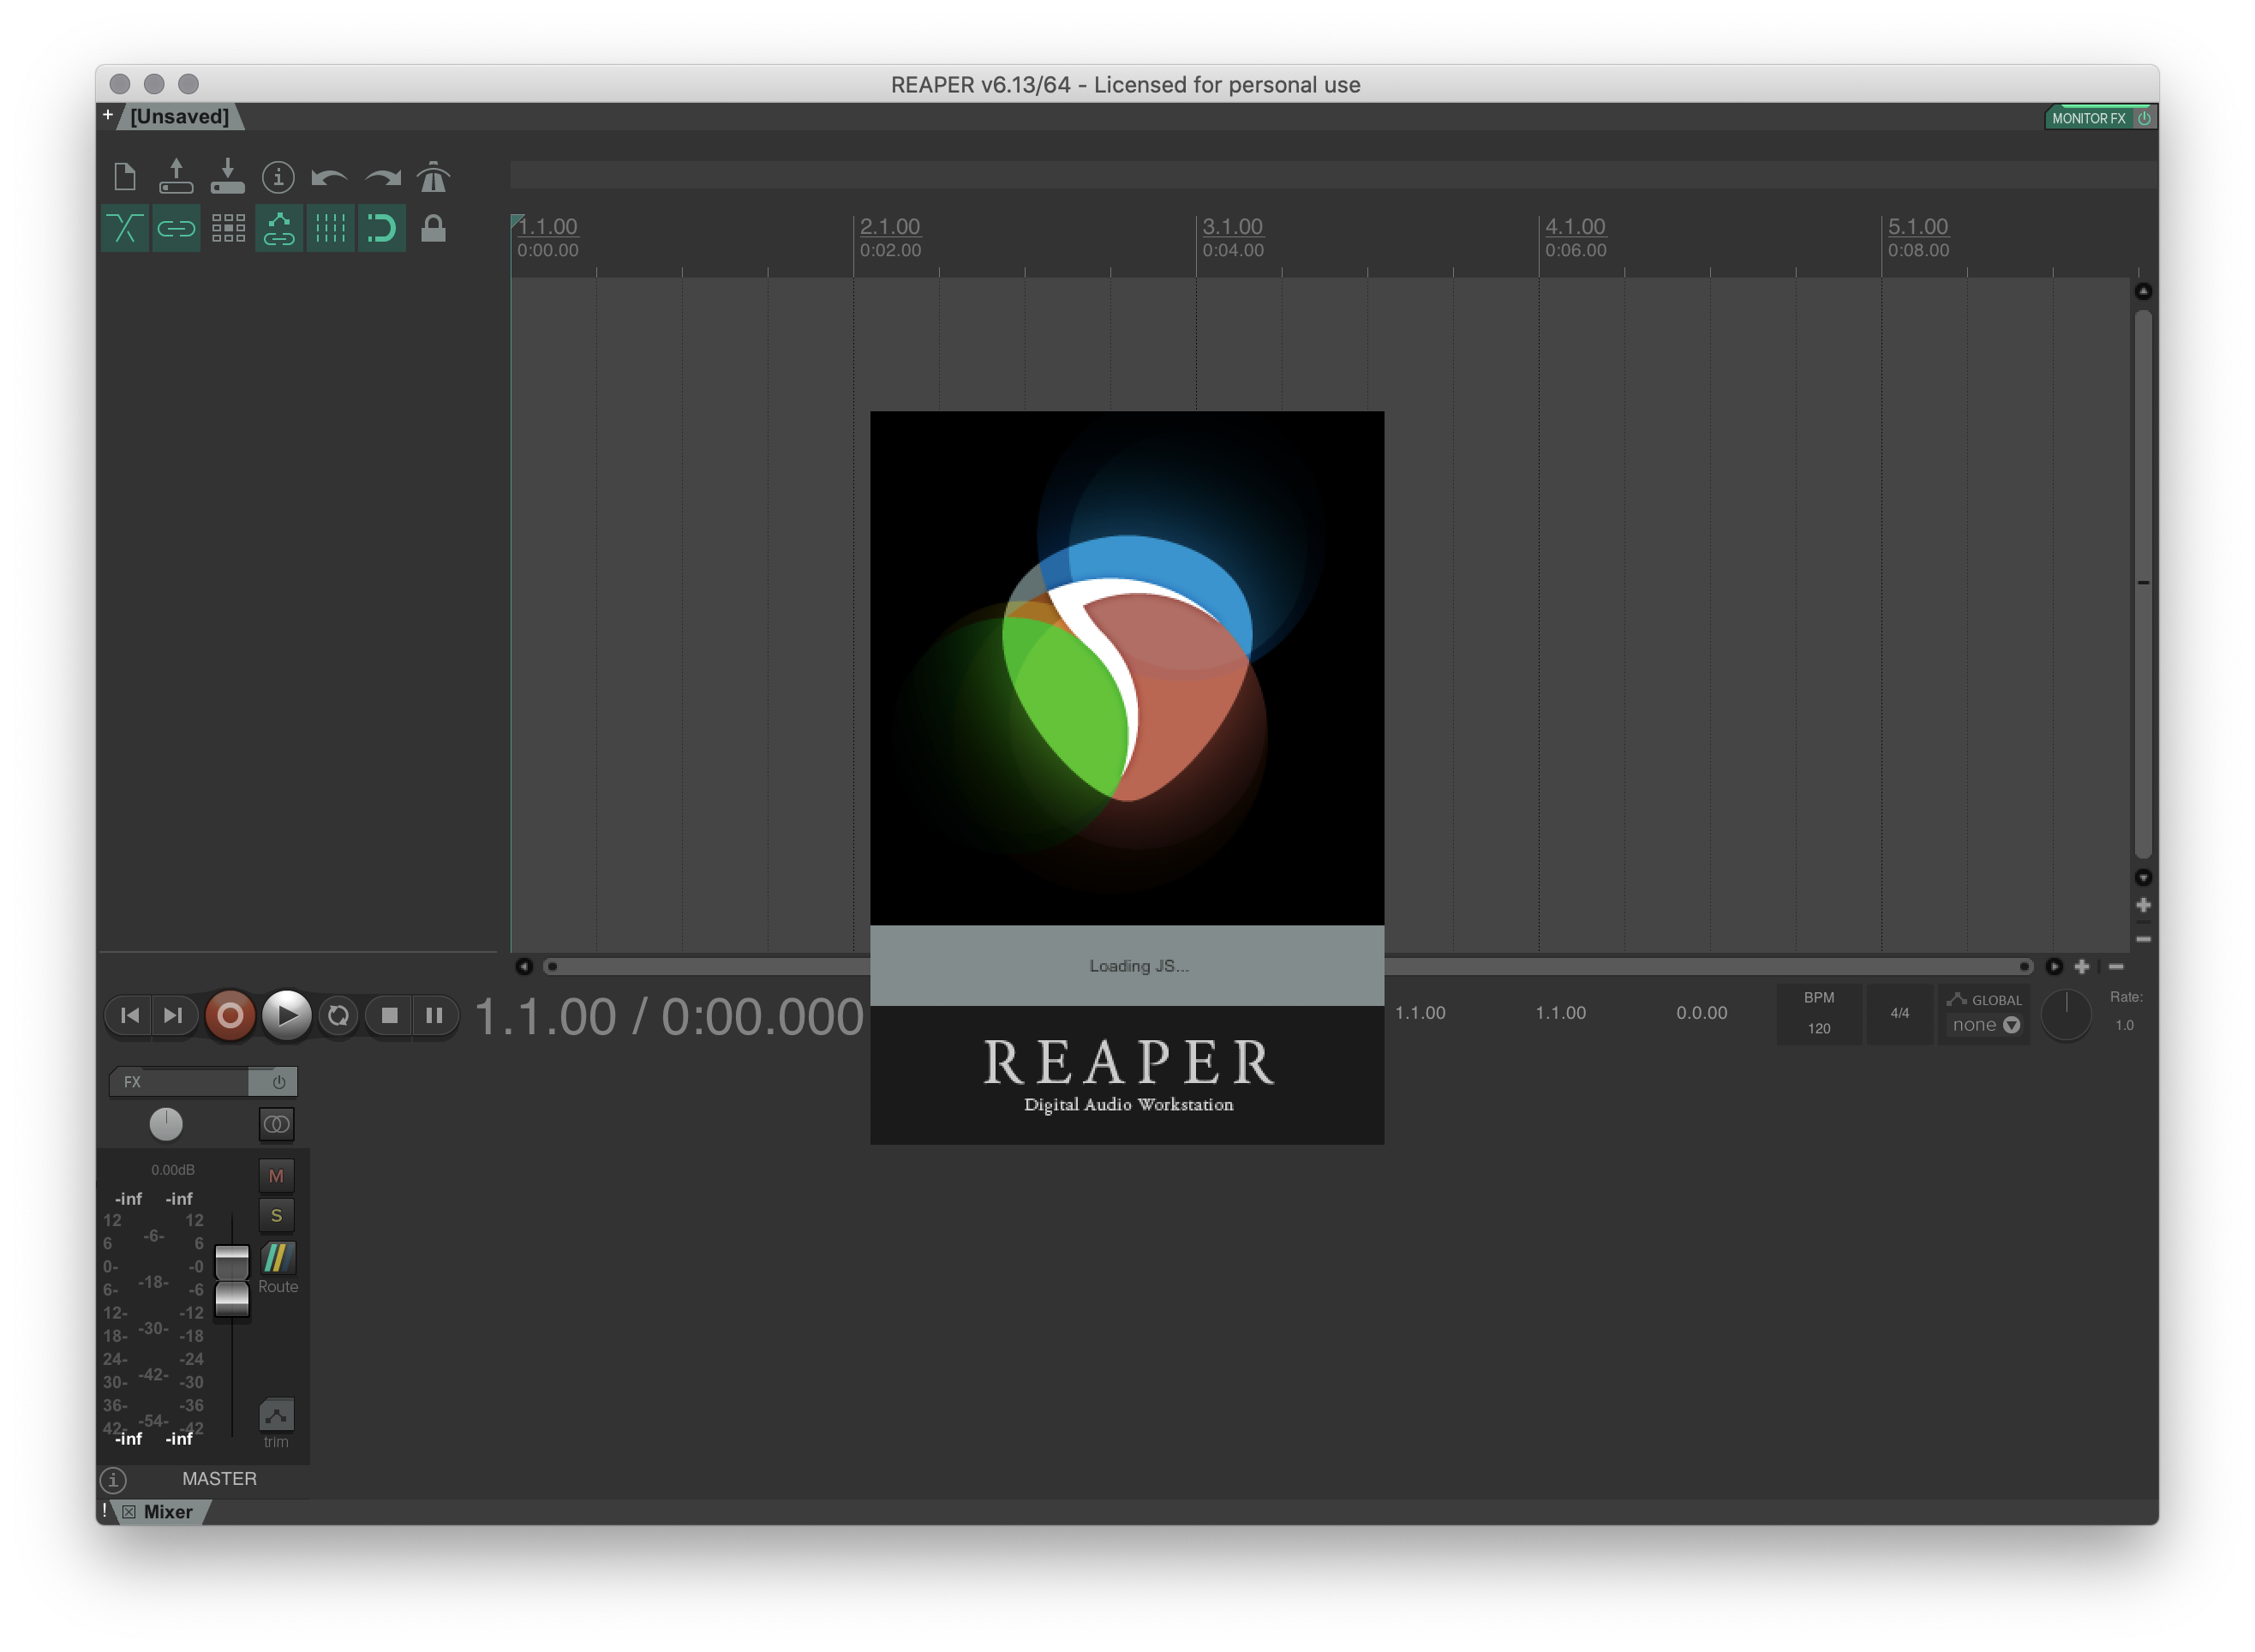 REAPER v6.13/64 - Licensed for personal use
+ [Unsaved]
MONITOR FX
1.1.00 2.1.00 3.1.00 4.1.00 5.1.00
0:00.00 0:02.00 0:04.00 0:06.00 0:08.00
Loading JS...
1.1.00 / 0:00.000
1.1.00 1.1.00 0.0.00
BPM
120
4/4
GLOBAL
none
Rate:
1.0
REAPER
Digital Audio Workstation
FX
0.00dB
M
-inf -inf
S
12 12
-6-
6 6
0- -0
-18-
6- -6
Route
12- -12
-30-
18- -18
24- -24
-42-
30- -30
36- -36
-54-
42- -42
-inf -inf
trim
MASTER
! Mixer